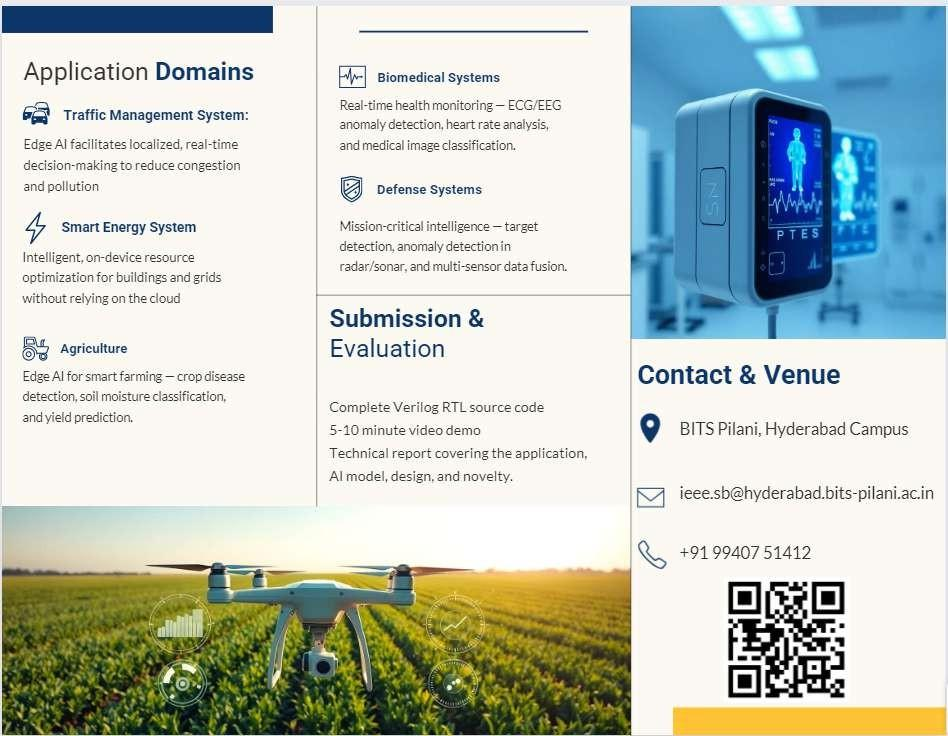 Application Domains
Traffic Management System:
Edge AI facilitates localized, real-time
decision-making to reduce congestion
and pollution
Smart Energy System
Intelligent, on-device resource
optimization for buildings and grids
without relying on the cloud
Agriculture
Edge AI for smart farming — crop disease
detection, soil moisture classification,
and yield prediction.
Biomedical Systems
Real-time health monitoring — ECG/EEG
anomaly detection, heart rate analysis,
and medical image classification.
Defense Systems
Mission-critical intelligence — target
detection, anomaly detection in
radar/sonar, and multi-sensor data fusion.
Submission &
Evaluation
Complete Verilog RTL source code
5-10 minute video demo
Technical report covering the application,
AI model, design, and novelty.
PTES
Contact & Venue
BITS Pilani, Hyderabad Campus
ieee.sb@hyderabad.bits-pilani.ac.in
+91 99407 51412